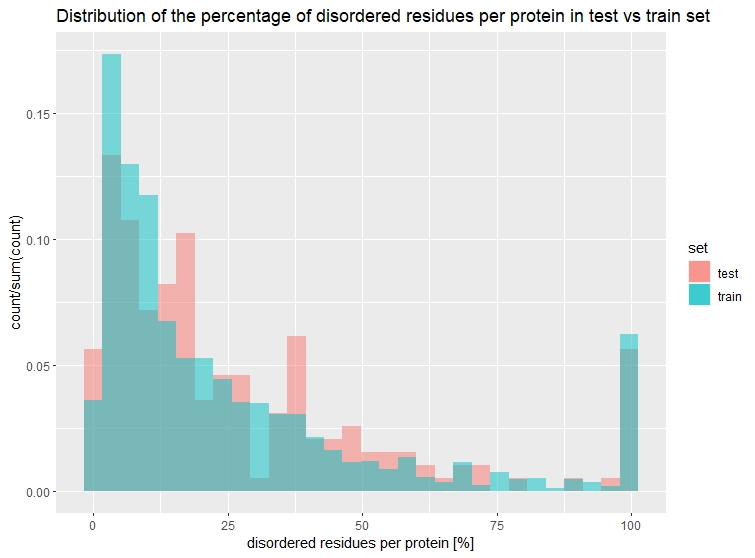 Distribution of the percentage of disordered residues per protein in test vs train set
count/sum(count)
0.15
0.10
0.05
0.00
0
25
50
75
100
disordered residues per protein [%]
set
test
train